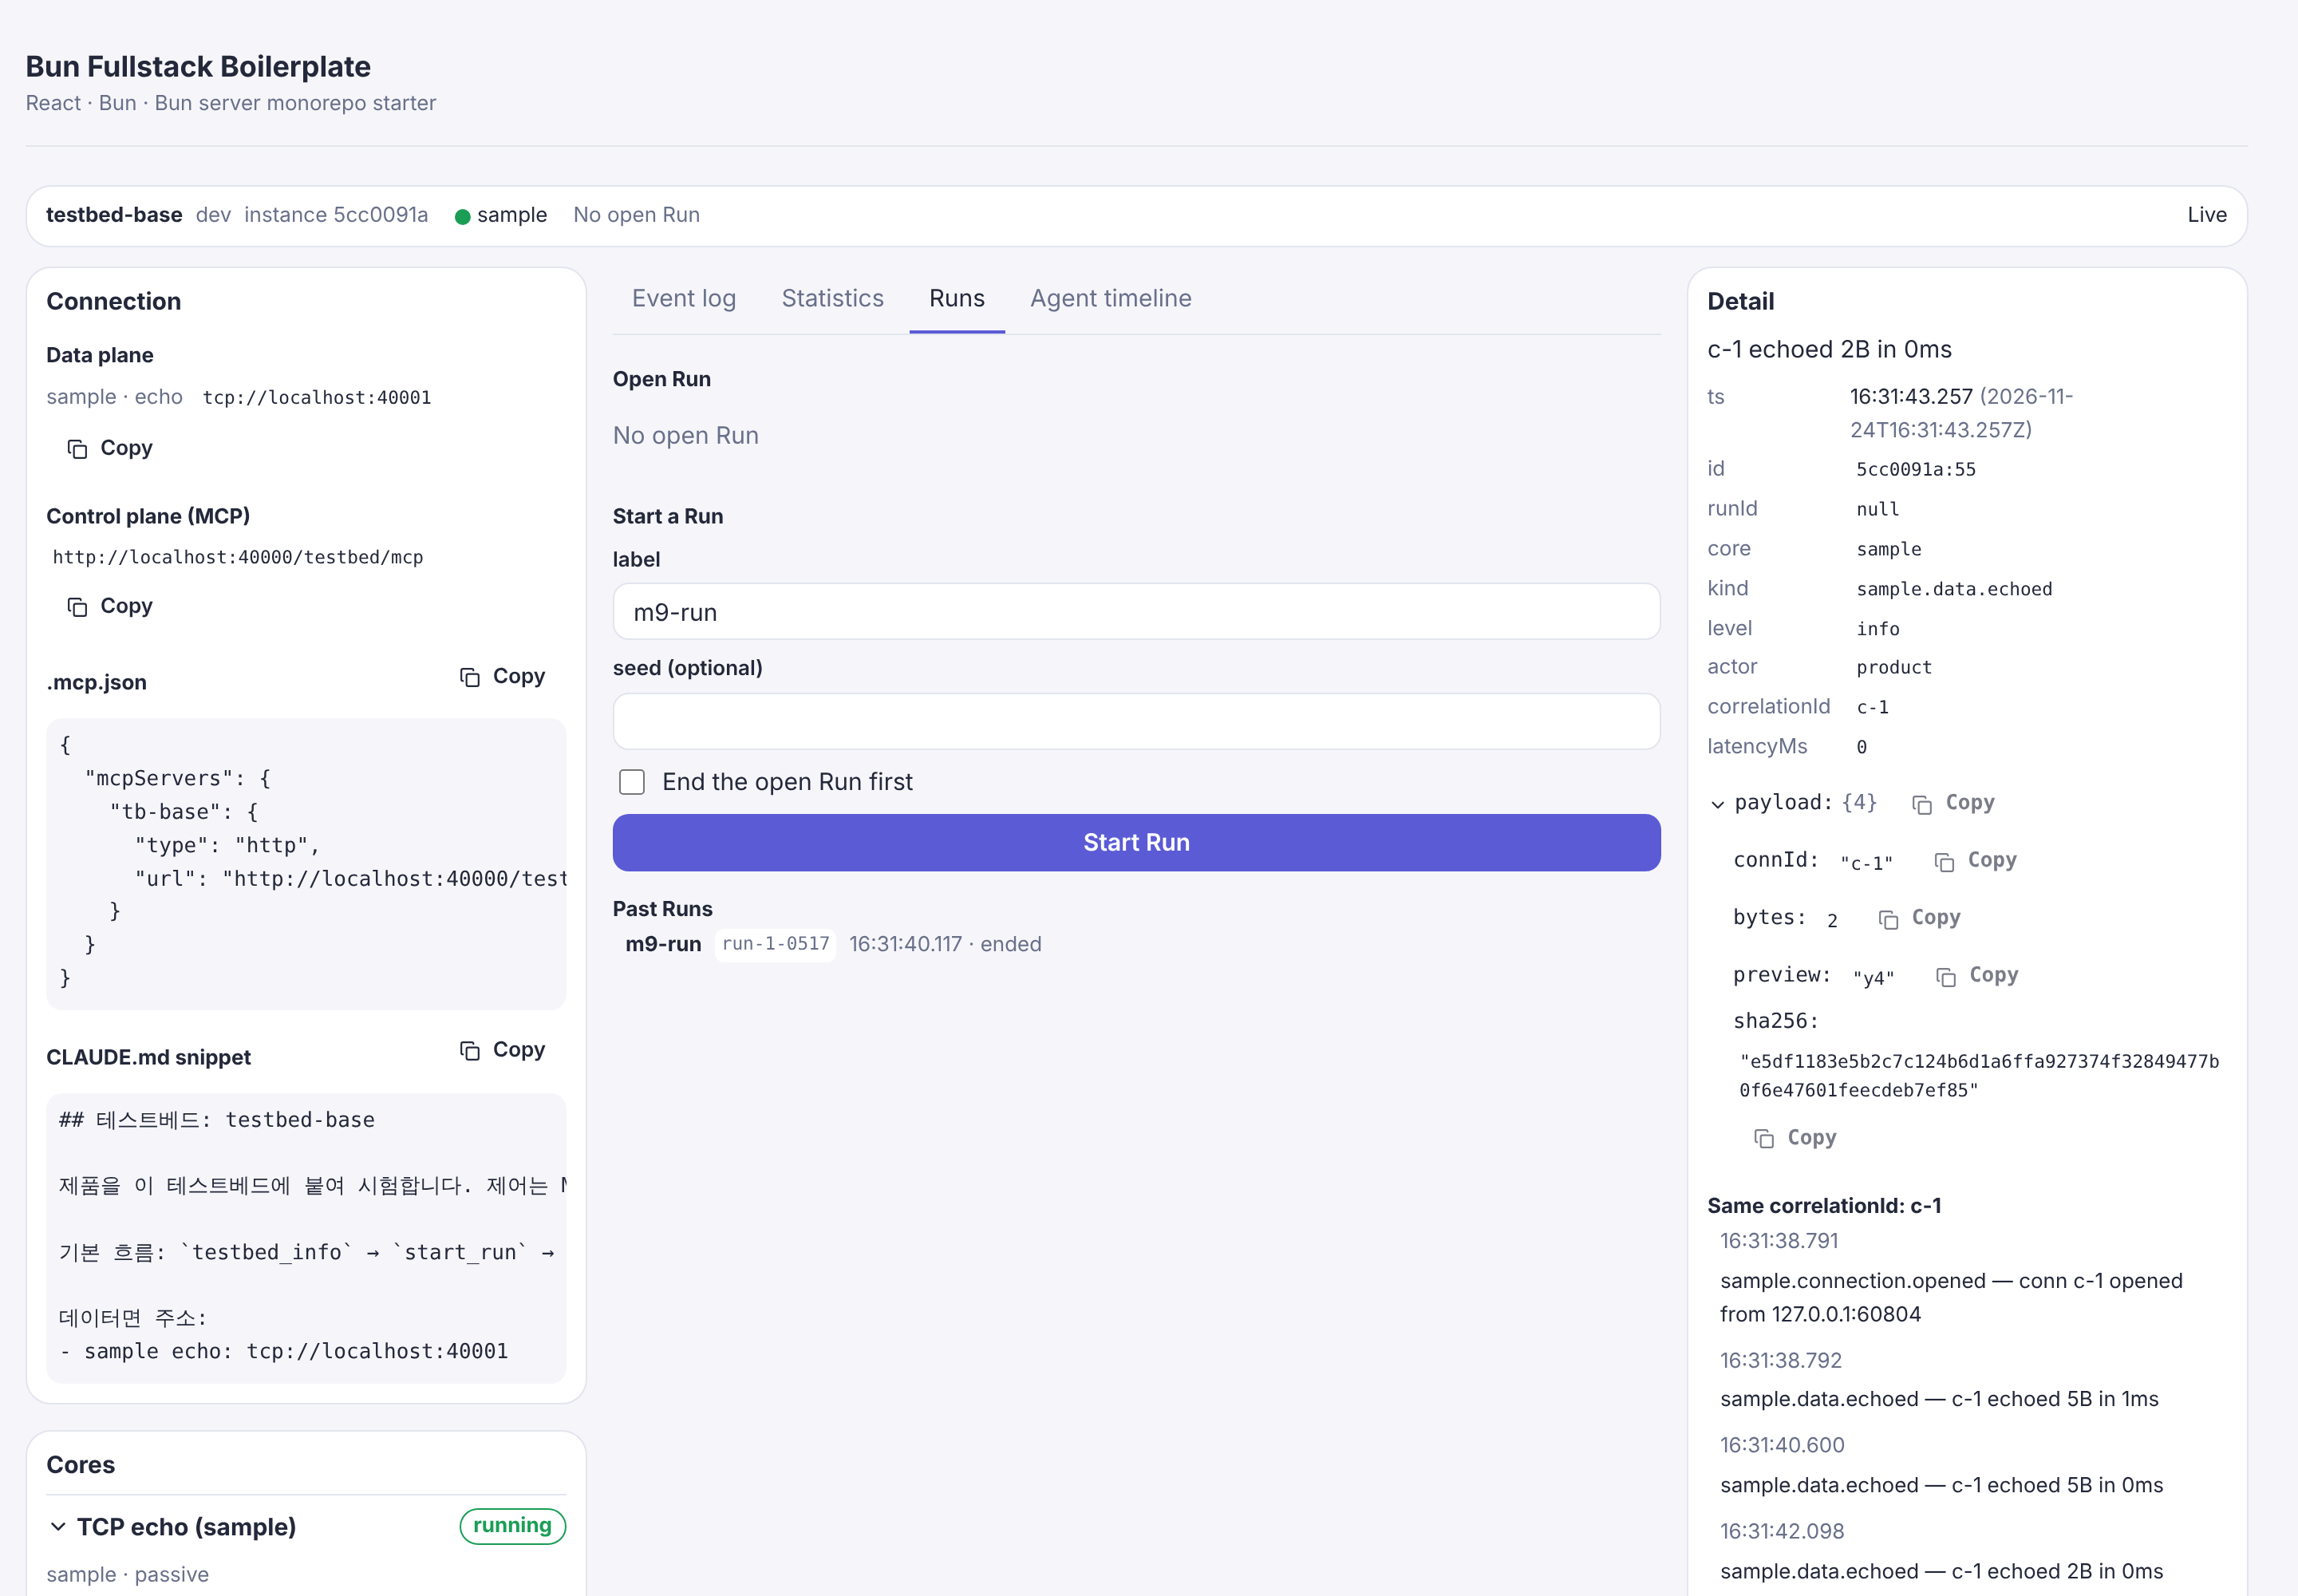 Bun Fullstack Boilerplate
React · Bun · Bun server monorepo starter
testbed-base dev instance 5cc0091a sample No open Run Live
Connection
Data plane
sample · echo tcp://localhost:40001
Copy
Control plane (MCP)
http://localhost:40000/testbed/mcp
Copy
.mcp.json Copy
{
  "mcpServers": {
    "tb-base": {
      "type": "http",
      "url": "http://localhost:40000/test
    }
  }
}
CLAUDE.md snippet Copy
## 테스트베드: testbed-base
제품을 이 테스트베드에 붙여 시험합니다. 제어는
기본 흐름: `testbed_info` → `start_run` →
데이터면 주소:
- sample echo: tcp://localhost:40001
Cores
TCP echo (sample) running
sample · passive
Event log Statistics Runs Agent timeline
Open Run
No open Run
Start a Run
label
m9-run
seed (optional)
End the open Run first
Start Run
Past Runs
m9-run run-1-0517 16:31:40.117 · ended
Detail
c-1 echoed 2B in 0ms
ts 16:31:43.257 (2026-11-
24T16:31:43.257Z)
id 5cc0091a:55
runId null
core sample
kind sample.data.echoed
level info
actor product
correlationId c-1
latencyMs 0
payload: {4} Copy
connId: "c-1" Copy
bytes: 2 Copy
preview: "y4" Copy
sha256:
"e5df1183e5b2c7c124b6d1a6ffa927374f32849477b
0f6e47601feecdeb7ef85"
Copy
Same correlationId: c-1
16:31:38.791
sample.connection.opened — conn c-1 opened
from 127.0.0.1:60804
16:31:38.792
sample.data.echoed — c-1 echoed 5B in 1ms
16:31:40.600
sample.data.echoed — c-1 echoed 5B in 0ms
16:31:42.098
sample.data.echoed — c-1 echoed 2B in 0ms